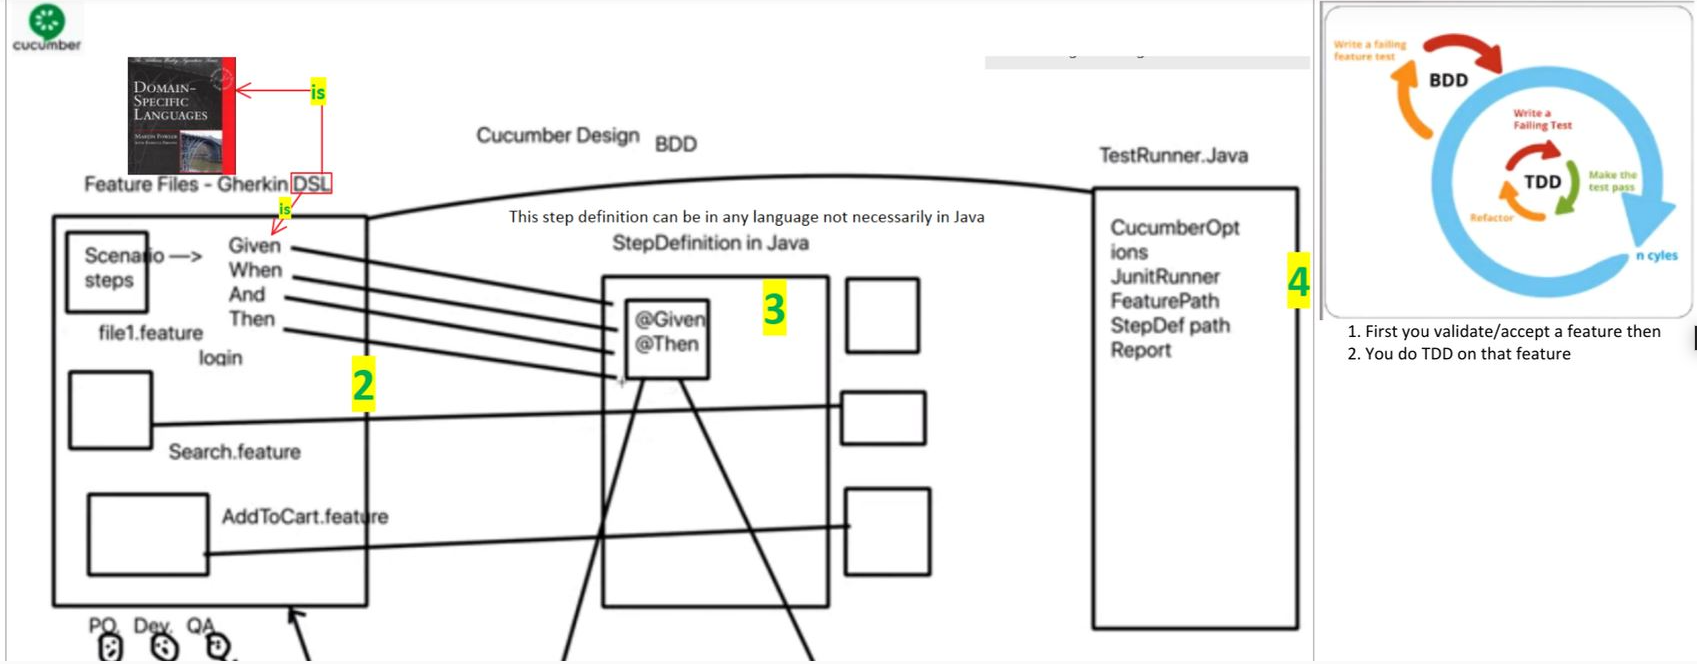 cucumber
DOMAIN-
SPECIFIC
LANGUAGES
MARTIN FOWLER
is
Cucumber Design BDD
Feature Files - Gherkin DSL
is
This step definition can be in any language not necessarily in Java
StepDefinition in Java
Scenario
steps
Given
When
And
Then
file1.feature
login
2
@Given
@Then
3
Search.feature
AddToCart.feature
PO, Dev, QA
TestRunner.Java
CucumberOpt
ions
JunitRunner
FeaturePath
StepDef path
Report
4
Write a failing
feature test
BDD
Write a
Failing Test
TDD
Make the
test pass
Refactor
n cyles
1. First you validate/accept a feature then
2. You do TDD on that feature